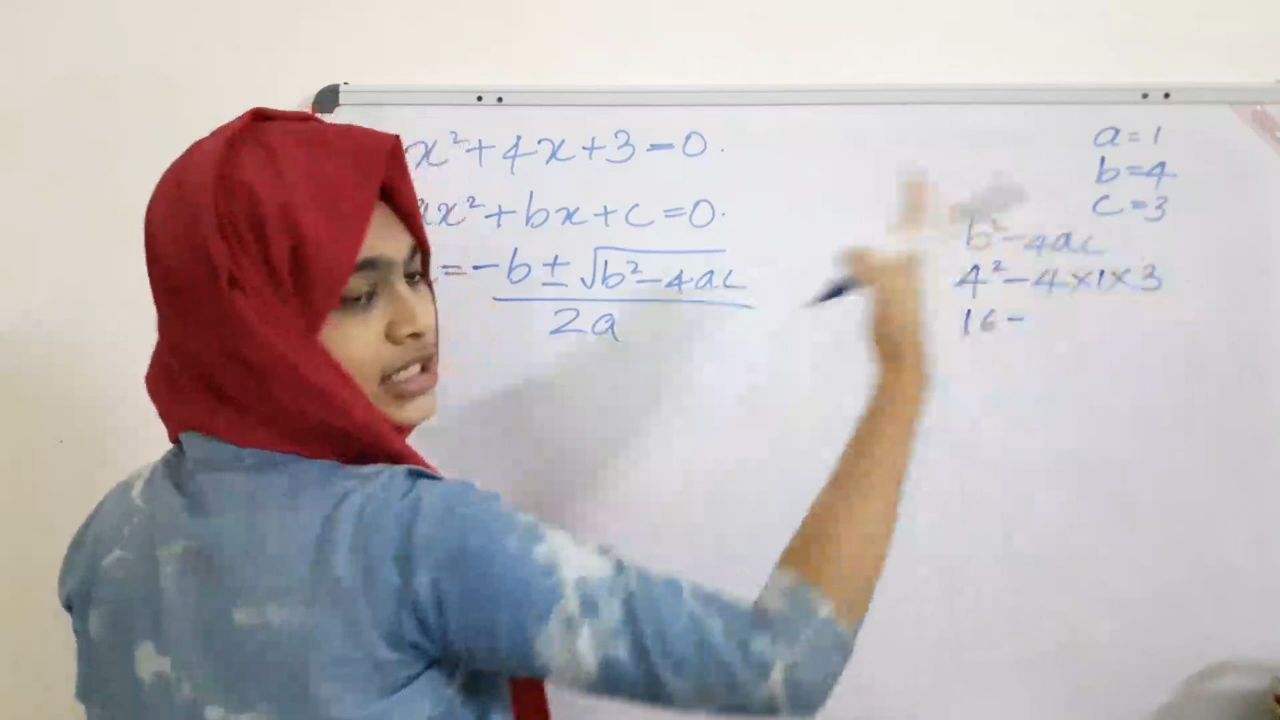 x²+4x+3=0.
ax²+bx+c=0.
=-b±√b²-4ac
2a
a=1
b=4
c=3
b²-4ac
4²-4×1×3
16-